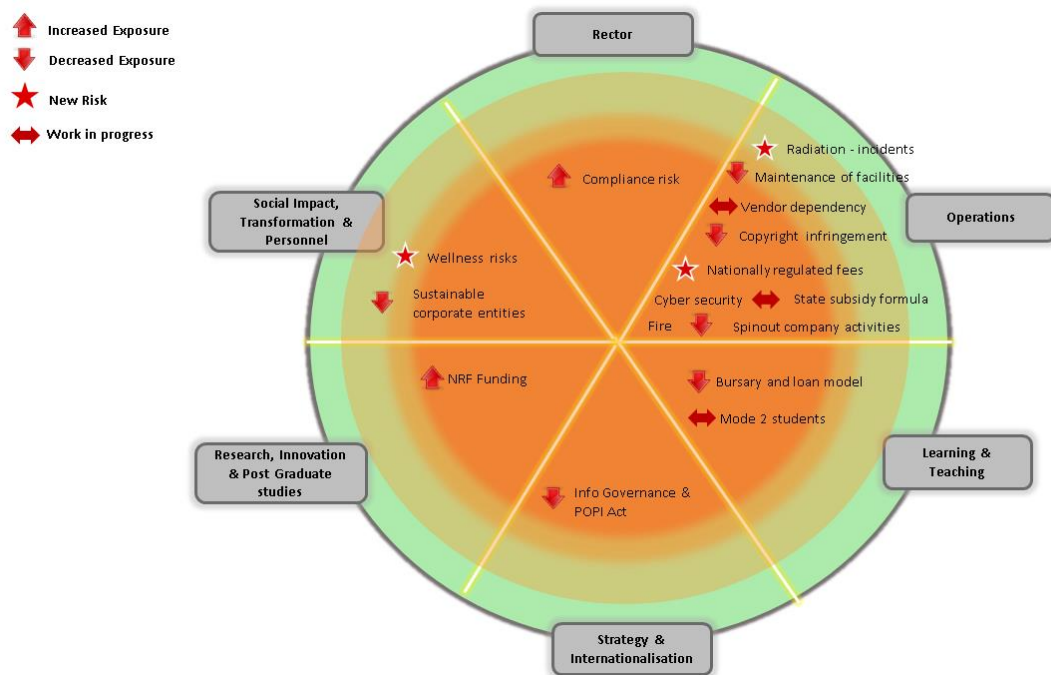 Increased Exposure
Decreased Exposure
New Risk
Work in progress
Rector
Radiation - incidents
Compliance risk
Maintenance of facilities
Social Impact,
Transformation &
Personnel
Vendor dependency
Operations
Copyright infringement
Wellness risks
Nationally regulated fees
Sustainable
corporate entities
Cyber security
State subsidy formula
Fire
Spinout company activities
NRF Funding
Bursary and loan model
Mode 2 students
Research, Innovation
& Post Graduate
studies
Learning &
Teaching
Info Governance &
POPI Act
Strategy &
Internationalisation